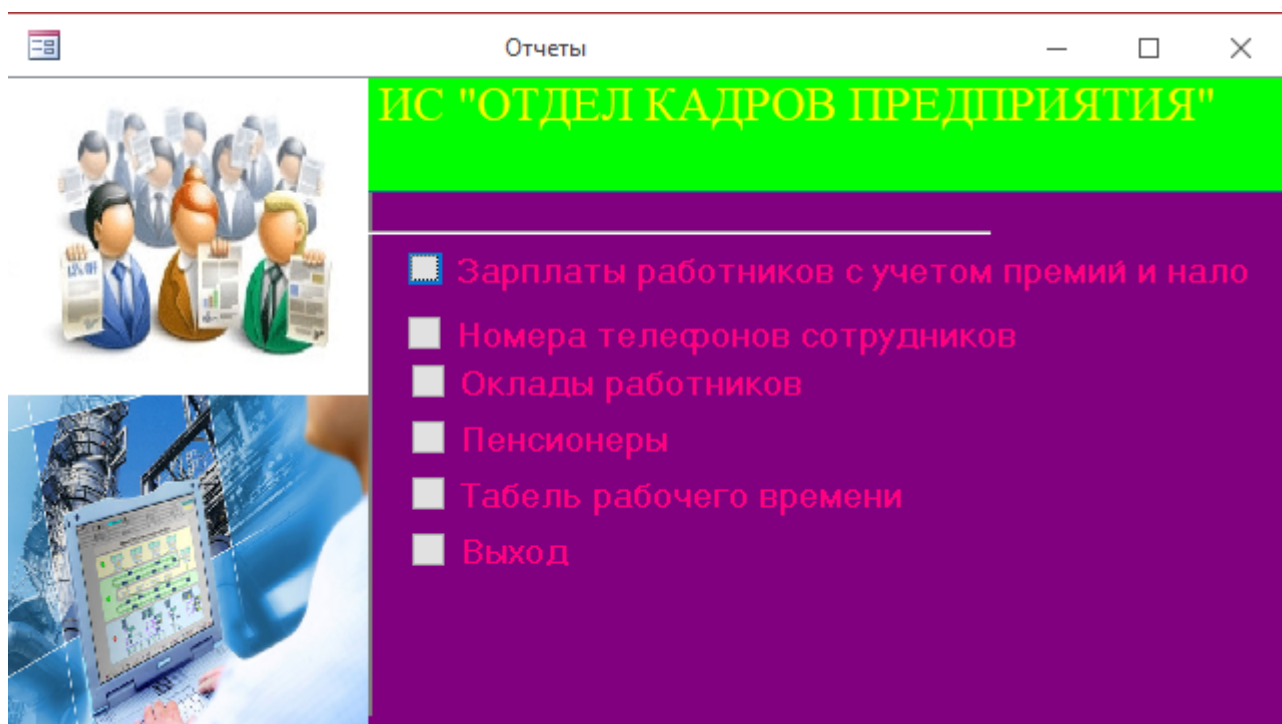 Отчеты
ИС "ОТДЕЛ КАДРОВ ПРЕДПРИЯТИЯ"
Зарплаты работников с учетом премий и нало
Номера телефонов сотрудников
Оклады работников
Пенсионеры
Табель рабочего времени
Выход